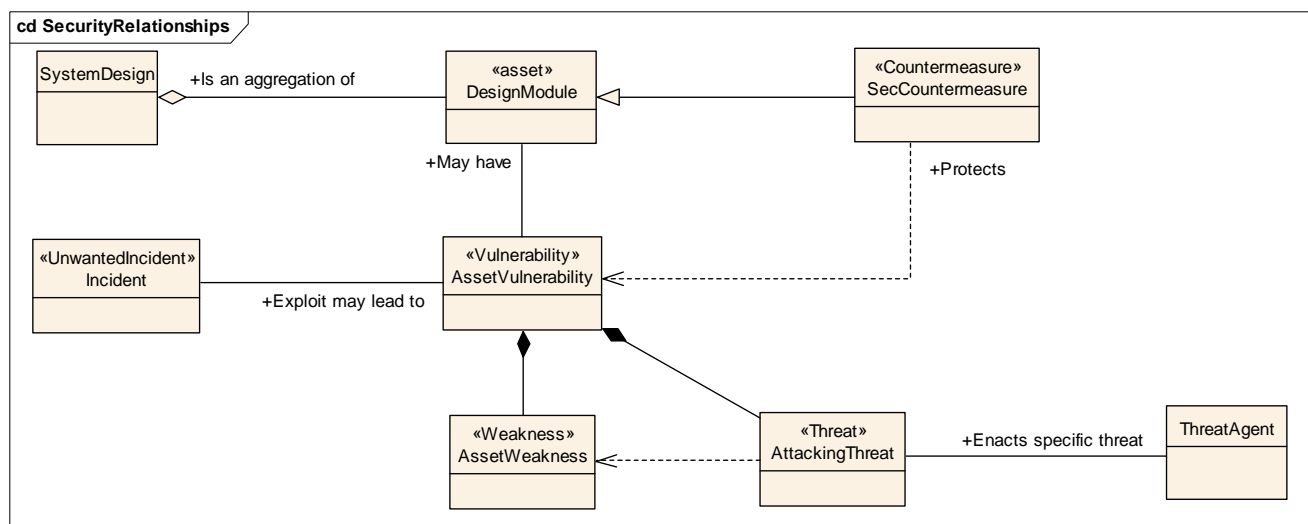 cd SecurityRelationships
SystemDesign
+Is an aggregation of
«asset»
DesignModule
«Countermeasure»
SecCountermeasure
+May have
+Protects
«UnwantedIncident»
Incident
+Exploit may lead to
«Vulnerability»
AssetVulnerability
«Weakness»
AssetWeakness
«Threat»
AttackingThreat
+Enacts specific threat
ThreatAgent